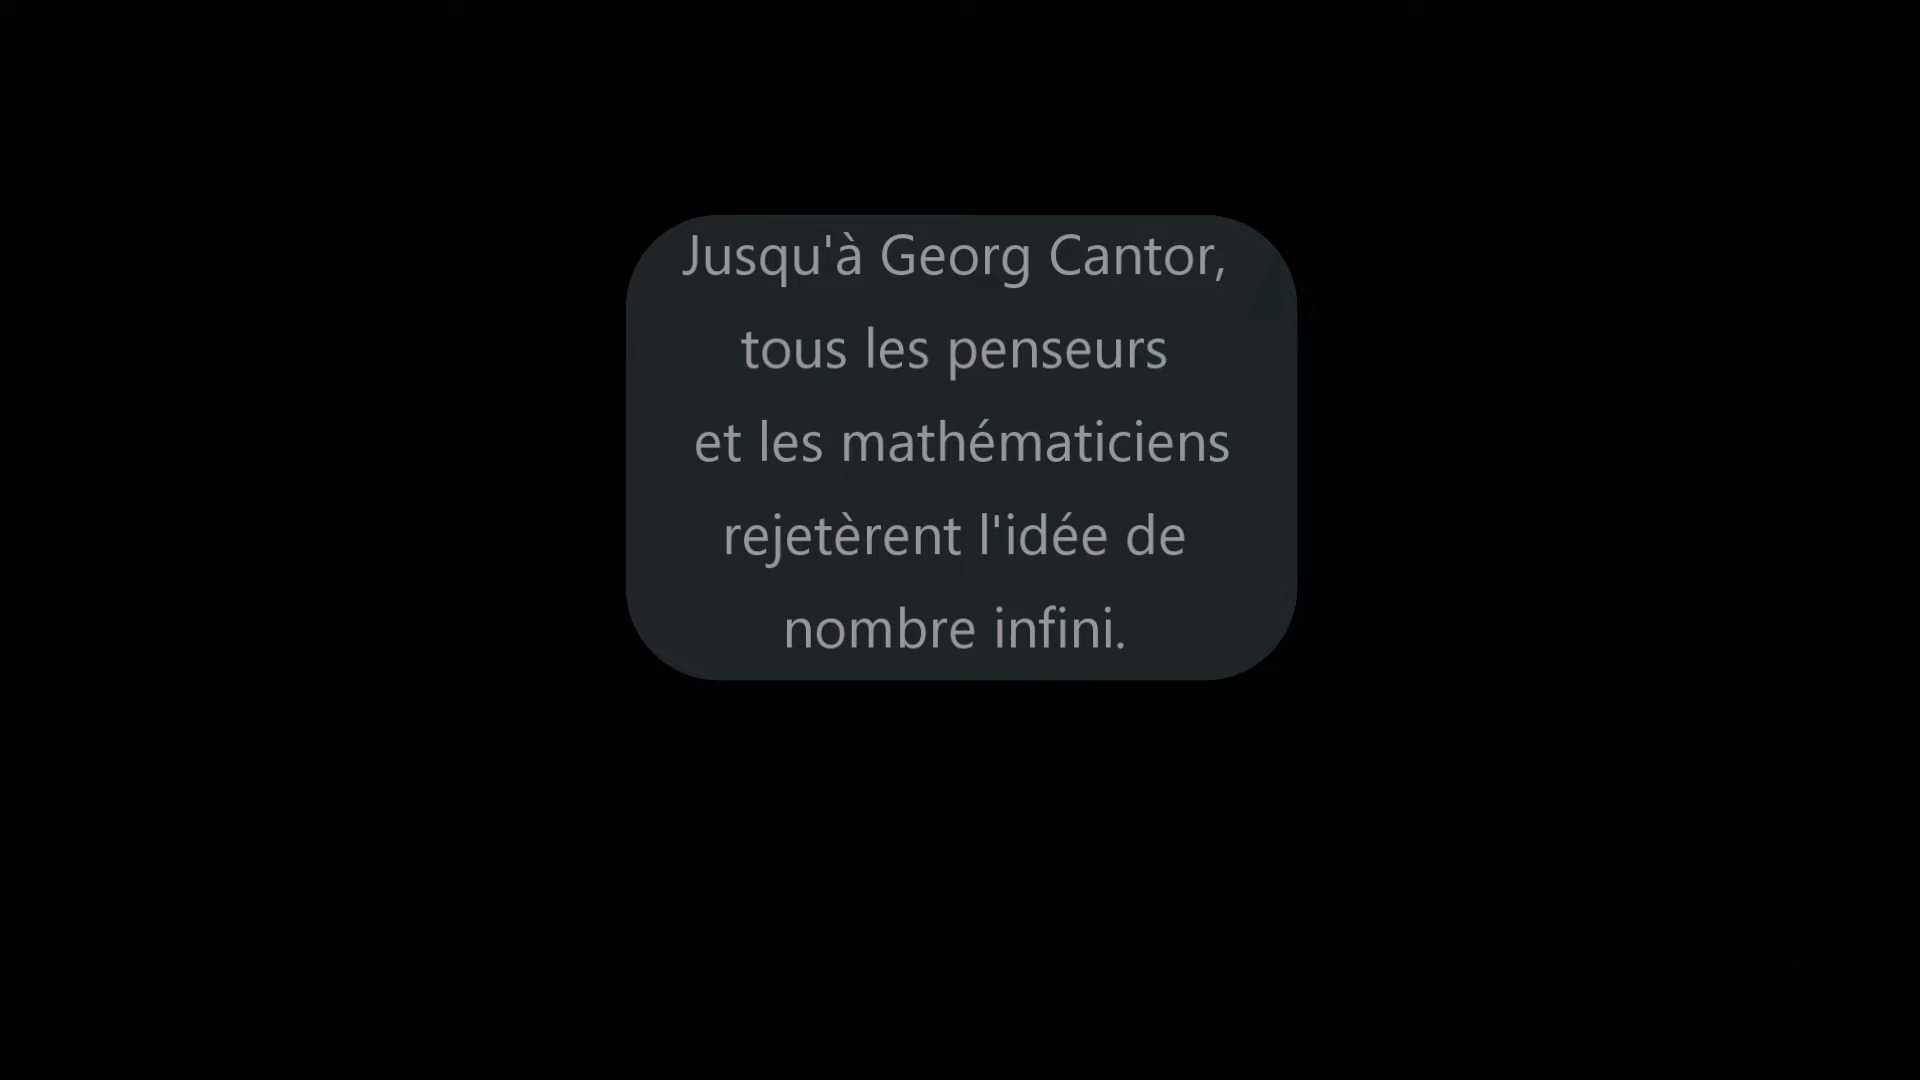 Jusqu'à Georg Cantor,
tous les penseurs
et les mathématiciens
rejetèrent l'idée de
nombre infini.